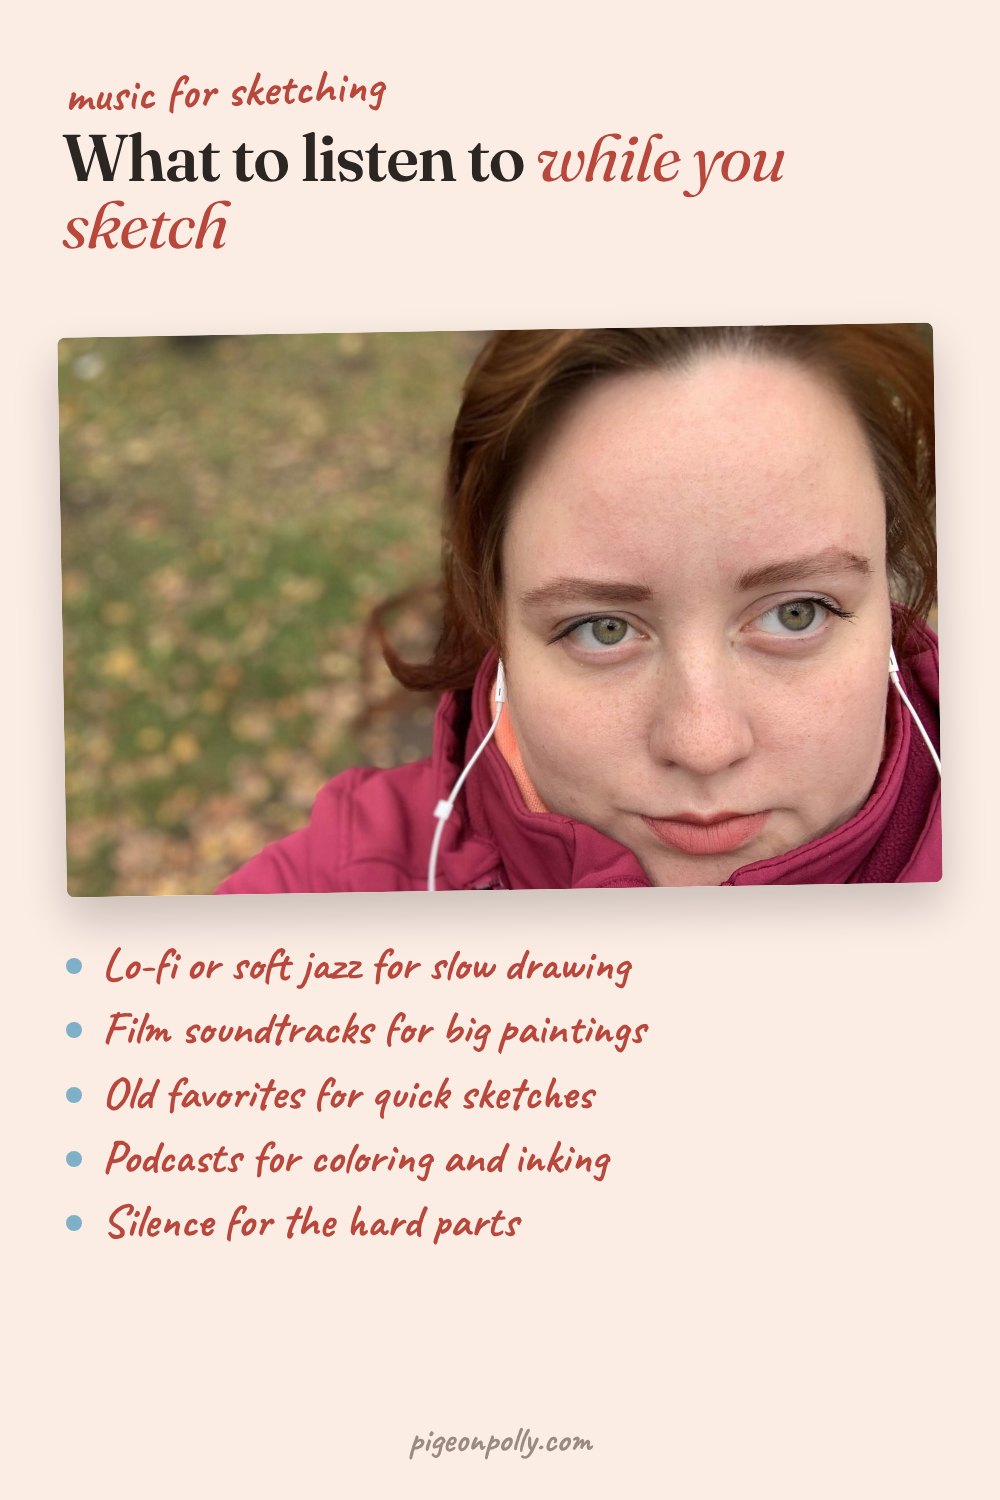 music for sketching
What to listen to while you
sketch
Lo-fi or soft jazz for slow drawing
Film soundtracks for big paintings
Old favorites for quick sketches
Podcasts for coloring and inking
Silence for the hard parts
pigeonpolly.com